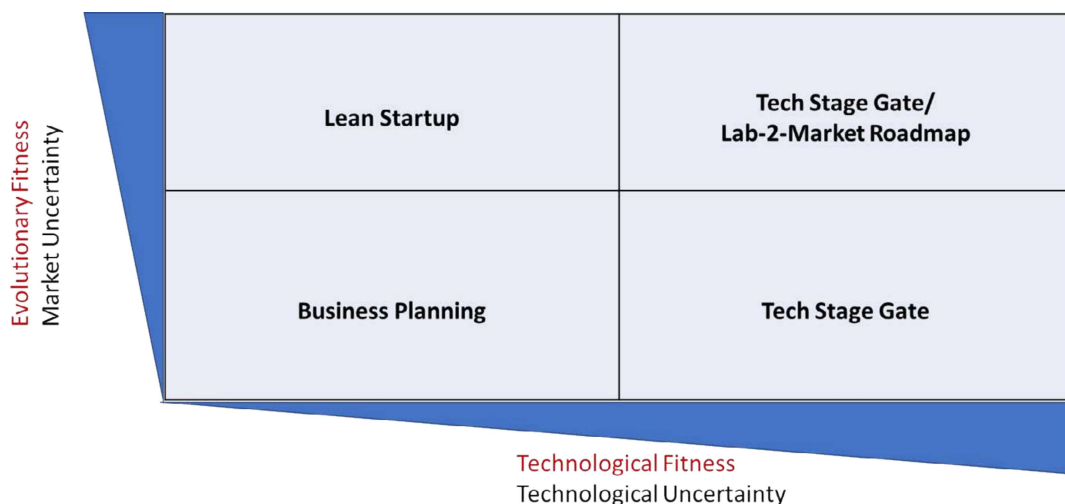 Evolutionary Fitness
Market Uncertainty
Lean Startup
Tech Stage Gate/
Lab-2-Market Roadmap
Business Planning
Tech Stage Gate
Technological Fitness
Technological Uncertainty